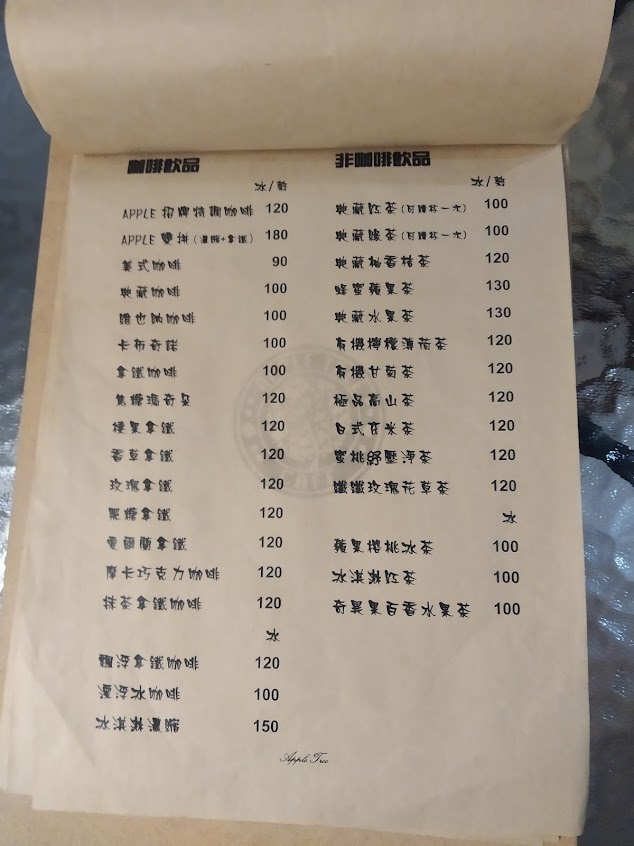 咖啡飲品
冰/熱
APPLE 招牌特調咖啡 120
APPLE 雙拼(濃縮+拿鐵) 180
美式咖啡 90
典藏咖啡 100
維也納咖啡 100
卡布奇諾 100
拿鐵咖啡 100
焦糖瑪奇朵 120
榛果拿鐵 120
香草拿鐵 120
玫瑰拿鐵 120
黑糖拿鐵 120
愛爾蘭拿鐵 120
摩卡巧克力咖啡 120
抹茶拿鐵咖啡 120
冰
飄浮拿鐵咖啡 120
漂浮冰咖啡 100
冰淇淋濃縮 150
非咖啡飲品
冰/熱
典藏紅茶(可續杯一次) 100
典藏綠茶(可續杯一次) 100
典藏柚香桔茶 120
蜂蜜蘋果茶 130
典藏水果茶 130
有機檸檬薄荷茶 120
有機甘菊茶 120
極品高山茶 120
日式玄米茶 120
蜜桃舒壓淨茶 120
纖纖玫瑰花草茶 120
冰
蘋果櫻桃冰茶 100
冰淇淋紅茶 100
奇異果百香水果茶 100
Apple Tree